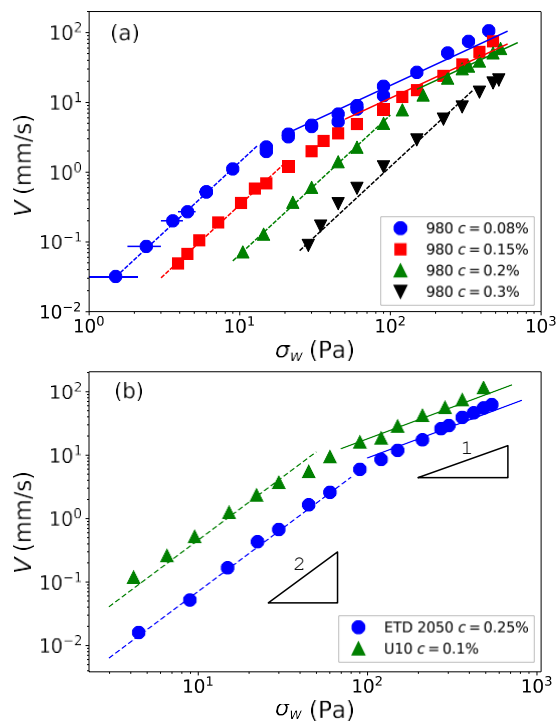 (a)
10²
10¹
10⁰
10⁻¹
10⁻²
V (mm/s)
980 c = 0.08%
980 c = 0.15%
980 c = 0.2%
980 c = 0.3%
10⁰ 10¹ 10² 10³
σw (Pa)
(b)
10²
10¹
10⁰
10⁻¹
10⁻²
V (mm/s)
1
2
ETD 2050 c = 0.25%
U10 c = 0.1%
10¹ 10² 10³
σw (Pa)